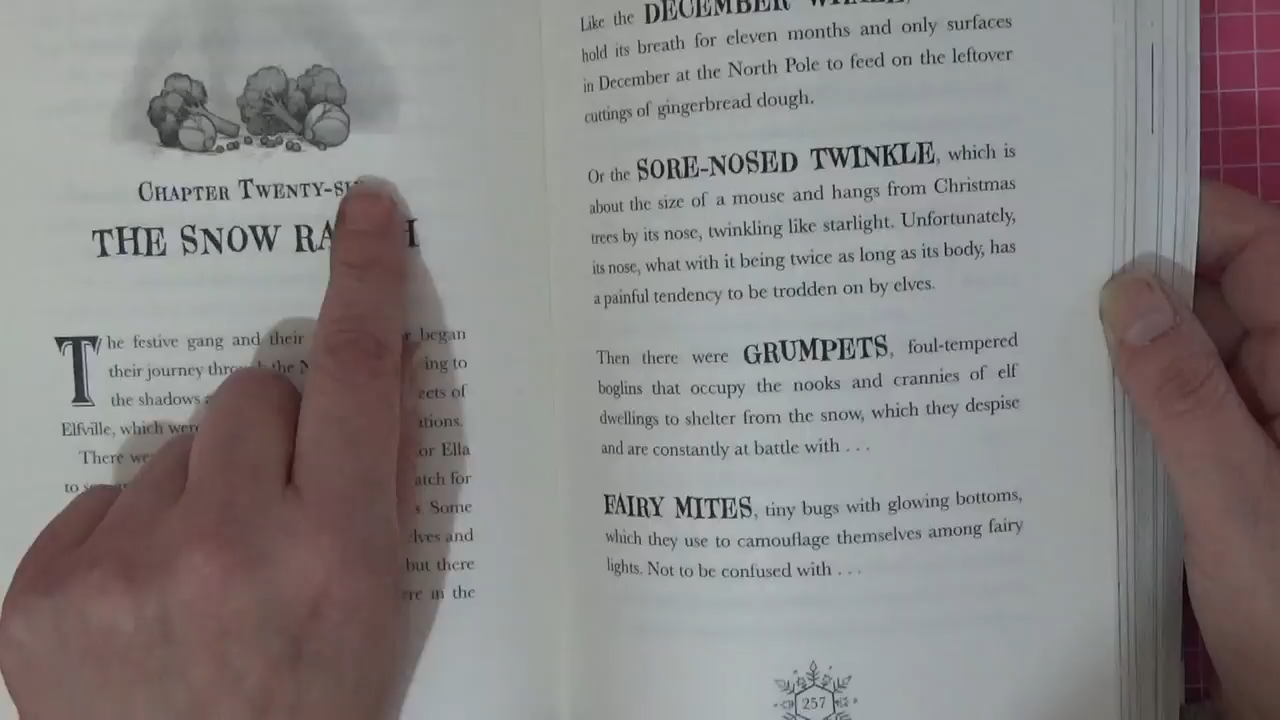 CHAPTER TWENTY-
THE SNOW
The festive gang and their began
their journey the ing to
the shadows ects of
Elfville, which were itions.
There or Ella
to atch for
Some
elves and
but there
in the
Like the DECEMBER
hold its breath for eleven months and only surfaces
in December at the North Pole to feed on the leftover
cuttings of gingerbread dough.
Or the SORE-NOSED TWINKLE, which is
about the size of a mouse and hangs from Christmas
trees by its nose, twinkling like starlight. Unfortunately,
its nose, what with it being twice as long as its body, has
a painful tendency to be trodden on by elves.
Then there were GRUMPETS, foul-tempered
boglins that occupy the nooks and crannies of elf
dwellings to shelter from the snow, which they despise
and are constantly at battle with . . .
FAIRY MITES, tiny bugs with glowing bottoms,
which they use to camouflage themselves among fairy
lights. Not to be confused with . . .
257